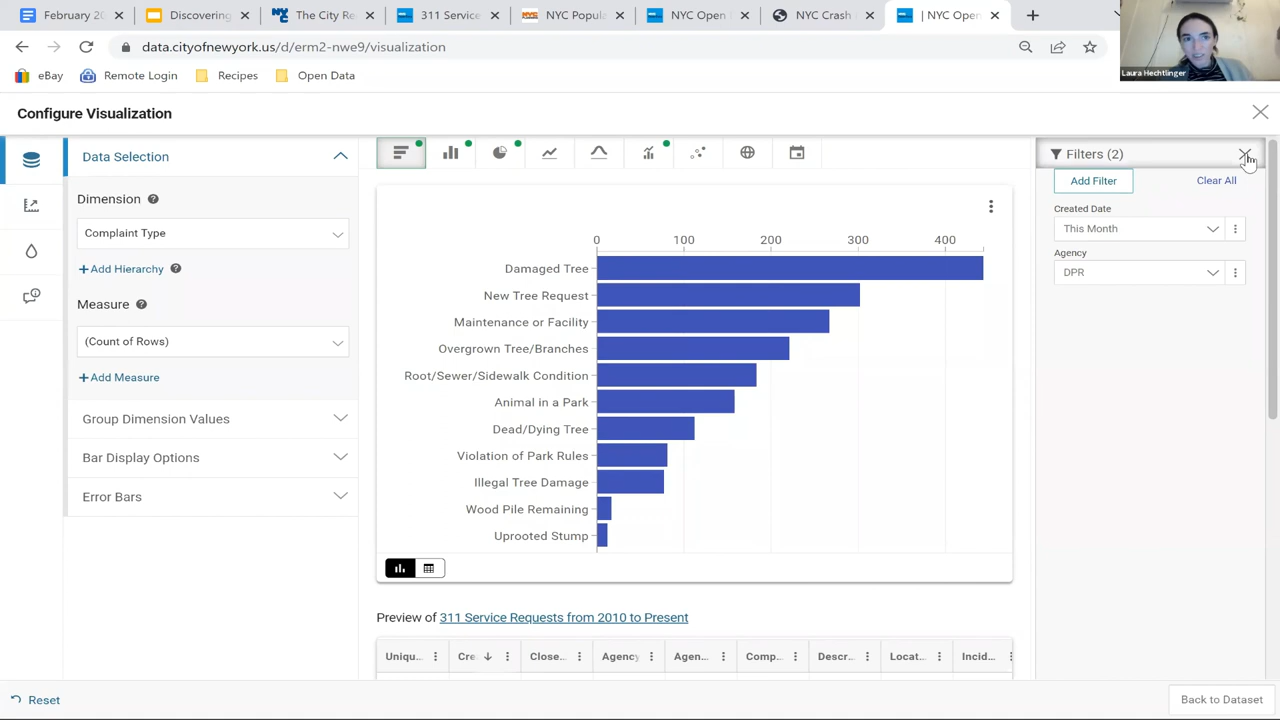 February 20
Discovering
The City Re
311 Service
NYC Popula
NYC Open
NYC Crash
| NYC Open
data.cityofnewyork.us/d/erm2-nwe9/visualization
eBay
Remote Login
Recipes
Open Data
Laura Hechtlinger
Configure Visualization
Data Selection
Filters (2)
Add Filter
Clear All
Dimension
Complaint Type
+ Add Hierarchy
Measure
(Count of Rows)
+ Add Measure
Group Dimension Values
Bar Display Options
Error Bars
0 100 200 300 400
Damaged Tree
New Tree Request
Maintenance or Facility
Overgrown Tree/Branches
Root/Sewer/Sidewalk Condition
Animal in a Park
Dead/Dying Tree
Violation of Park Rules
Illegal Tree Damage
Wood Pile Remaining
Uprooted Stump
Created Date
This Month
Agency
DPR
Preview of 311 Service Requests from 2010 to Present
Uniqu... Cre Close... Agency Agen... Comp... Descr... Locat... Incid...
Reset
Back to Dataset